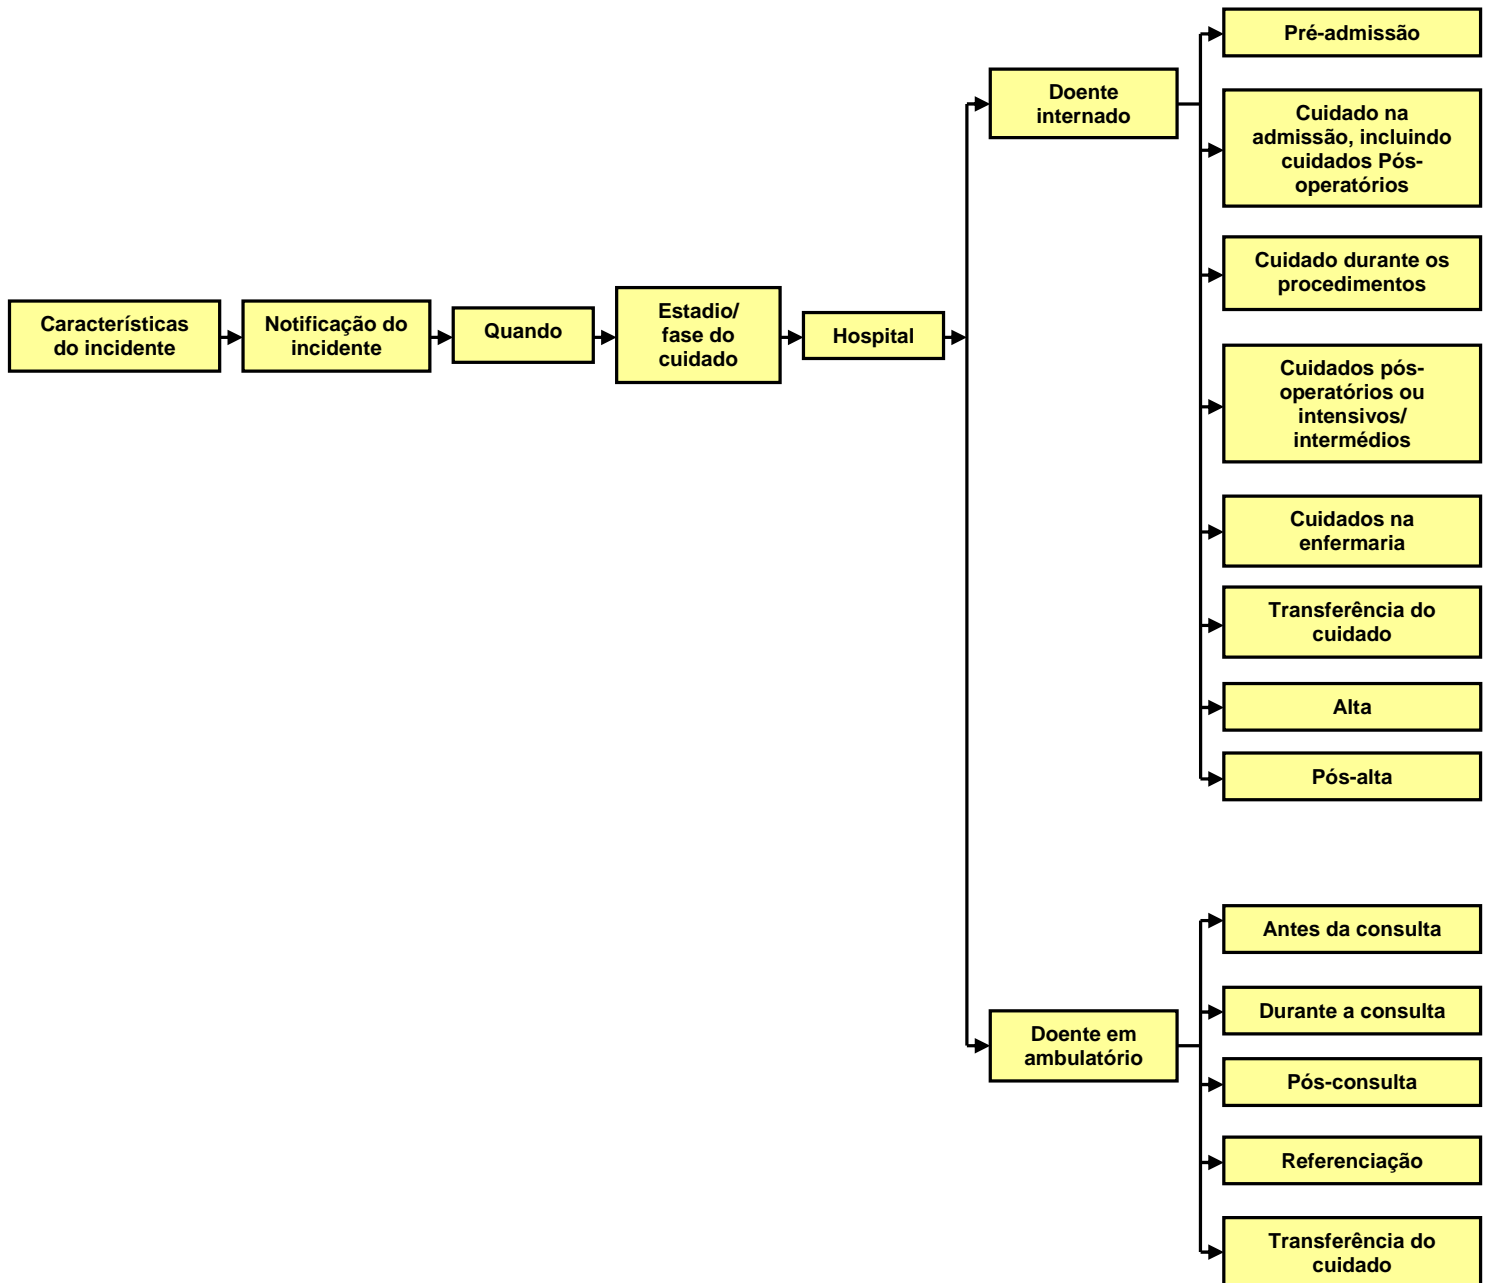 Características
do incidente
Notificação do
incidente
Quando
Estadio/
fase do
cuidado
Hospital
Doente
internado
Pré-admissão
Cuidado na
admissão, incluindo
cuidados Pós-
operatórios
Cuidado durante os
procedimentos
Cuidados pós-
operatórios ou
intensivos/
intermédios
Cuidados na
enfermaria
Transferência do
cuidado
Alta
Pós-alta
Doente em
ambulatório
Antes da consulta
Durante a consulta
Pós-consulta
Referenciação
Transferência do
cuidado